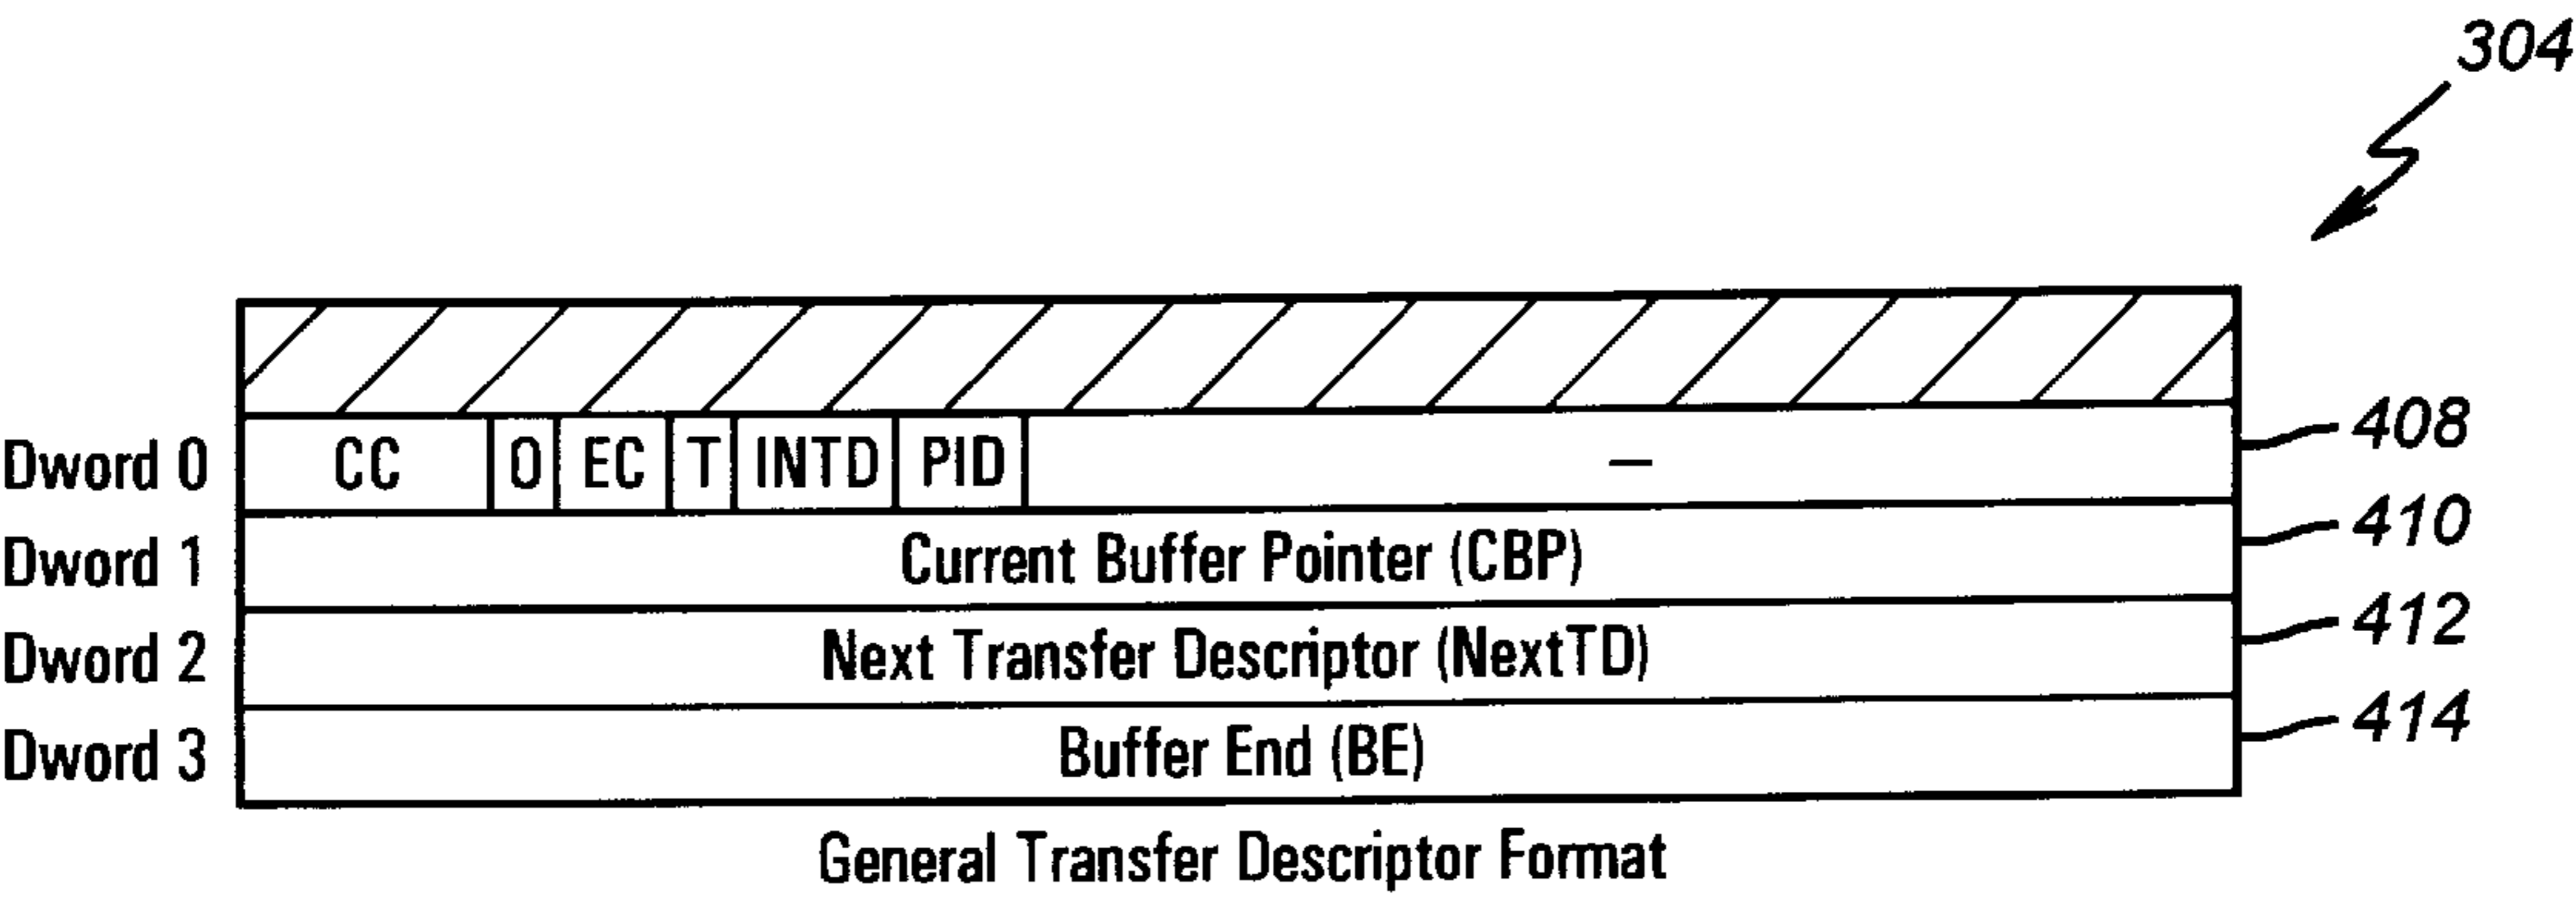 304
Dword 0 CC O EC T INTD PID – 408
Dword 1 Current Buffer Pointer (CBP) 410
Dword 2 Next Transfer Descriptor (NextTD) 412
Dword 3 Buffer End (BE) 414
General Transfer Descriptor Format